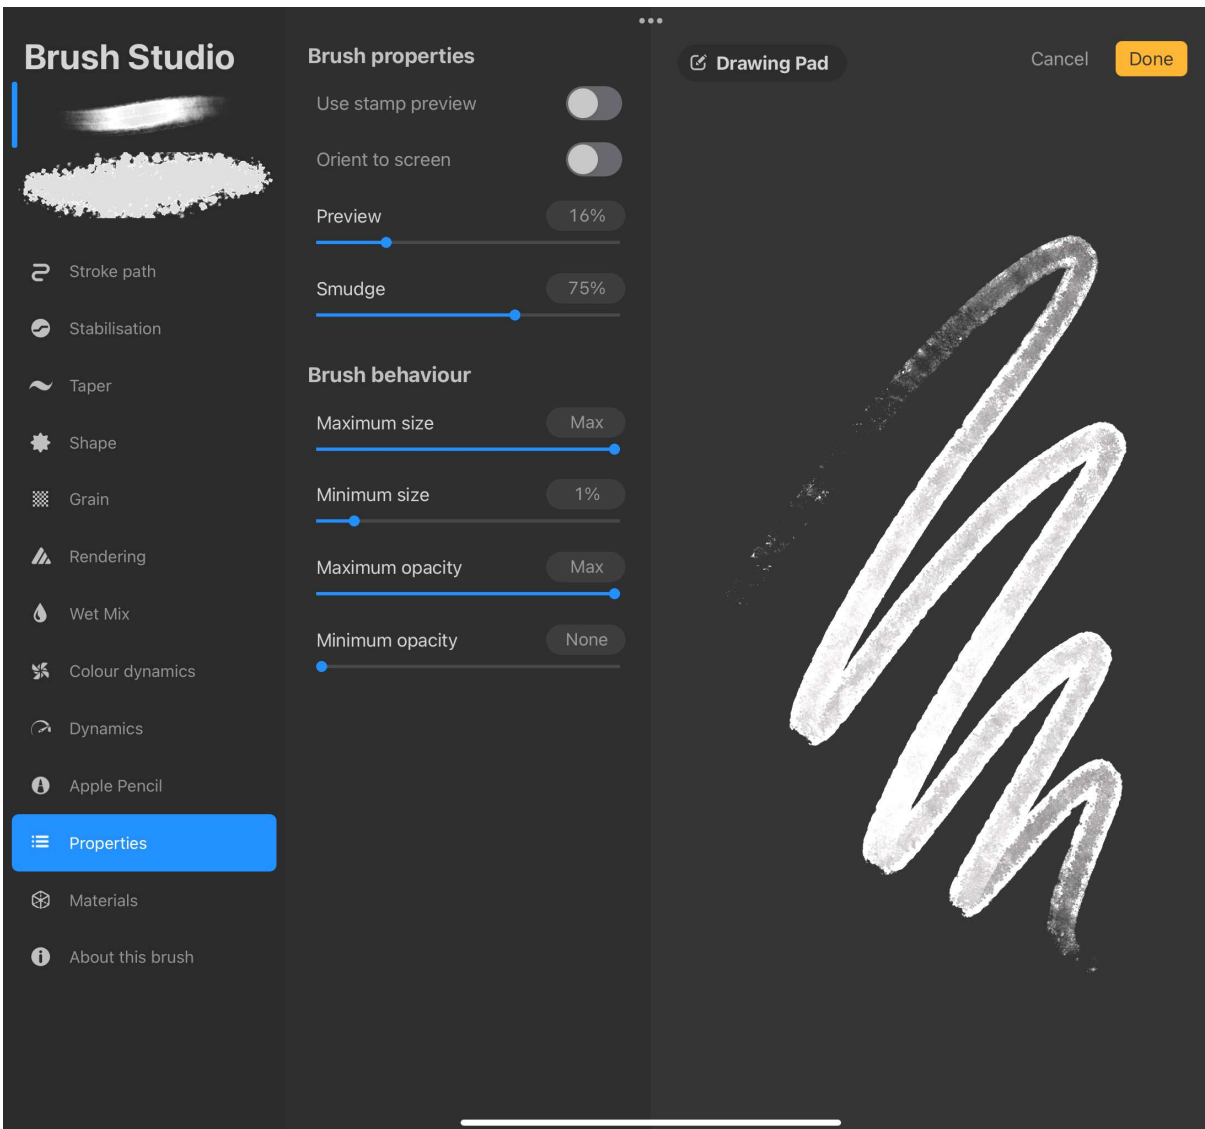 Brush Studio
Stroke path
Stabilisation
Taper
Shape
Grain
Rendering
Wet Mix
Colour dynamics
Dynamics
Apple Pencil
Properties
Materials
About this brush
Brush properties
Use stamp preview
Orient to screen
Preview 16%
Smudge 75%
Brush behaviour
Maximum size Max
Minimum size 1%
Maximum opacity Max
Minimum opacity None
Drawing Pad Cancel Done